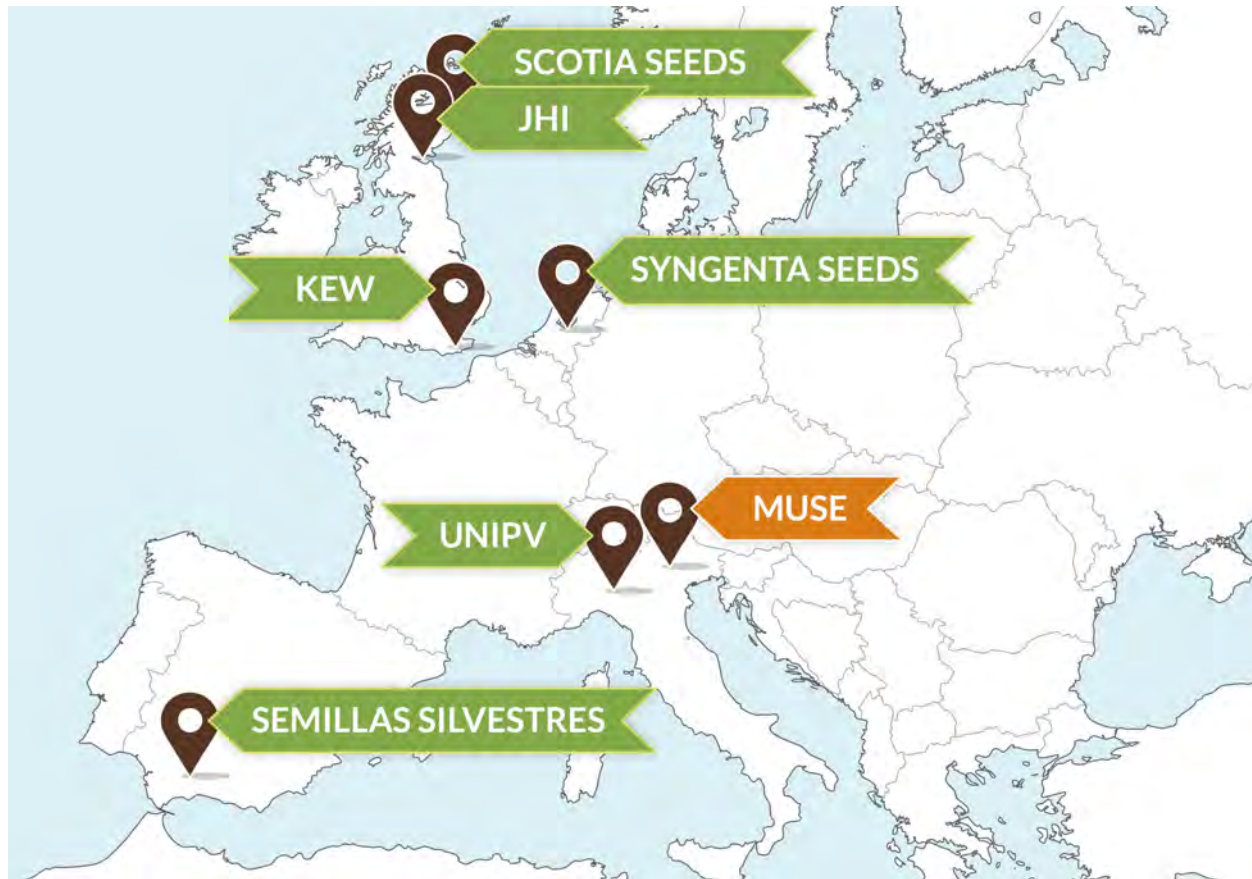 SCOTIA SEEDS
JHI
SYNGENTA SEEDS
KEW
MUSE
UNIPV
SEMILLAS SILVESTRES